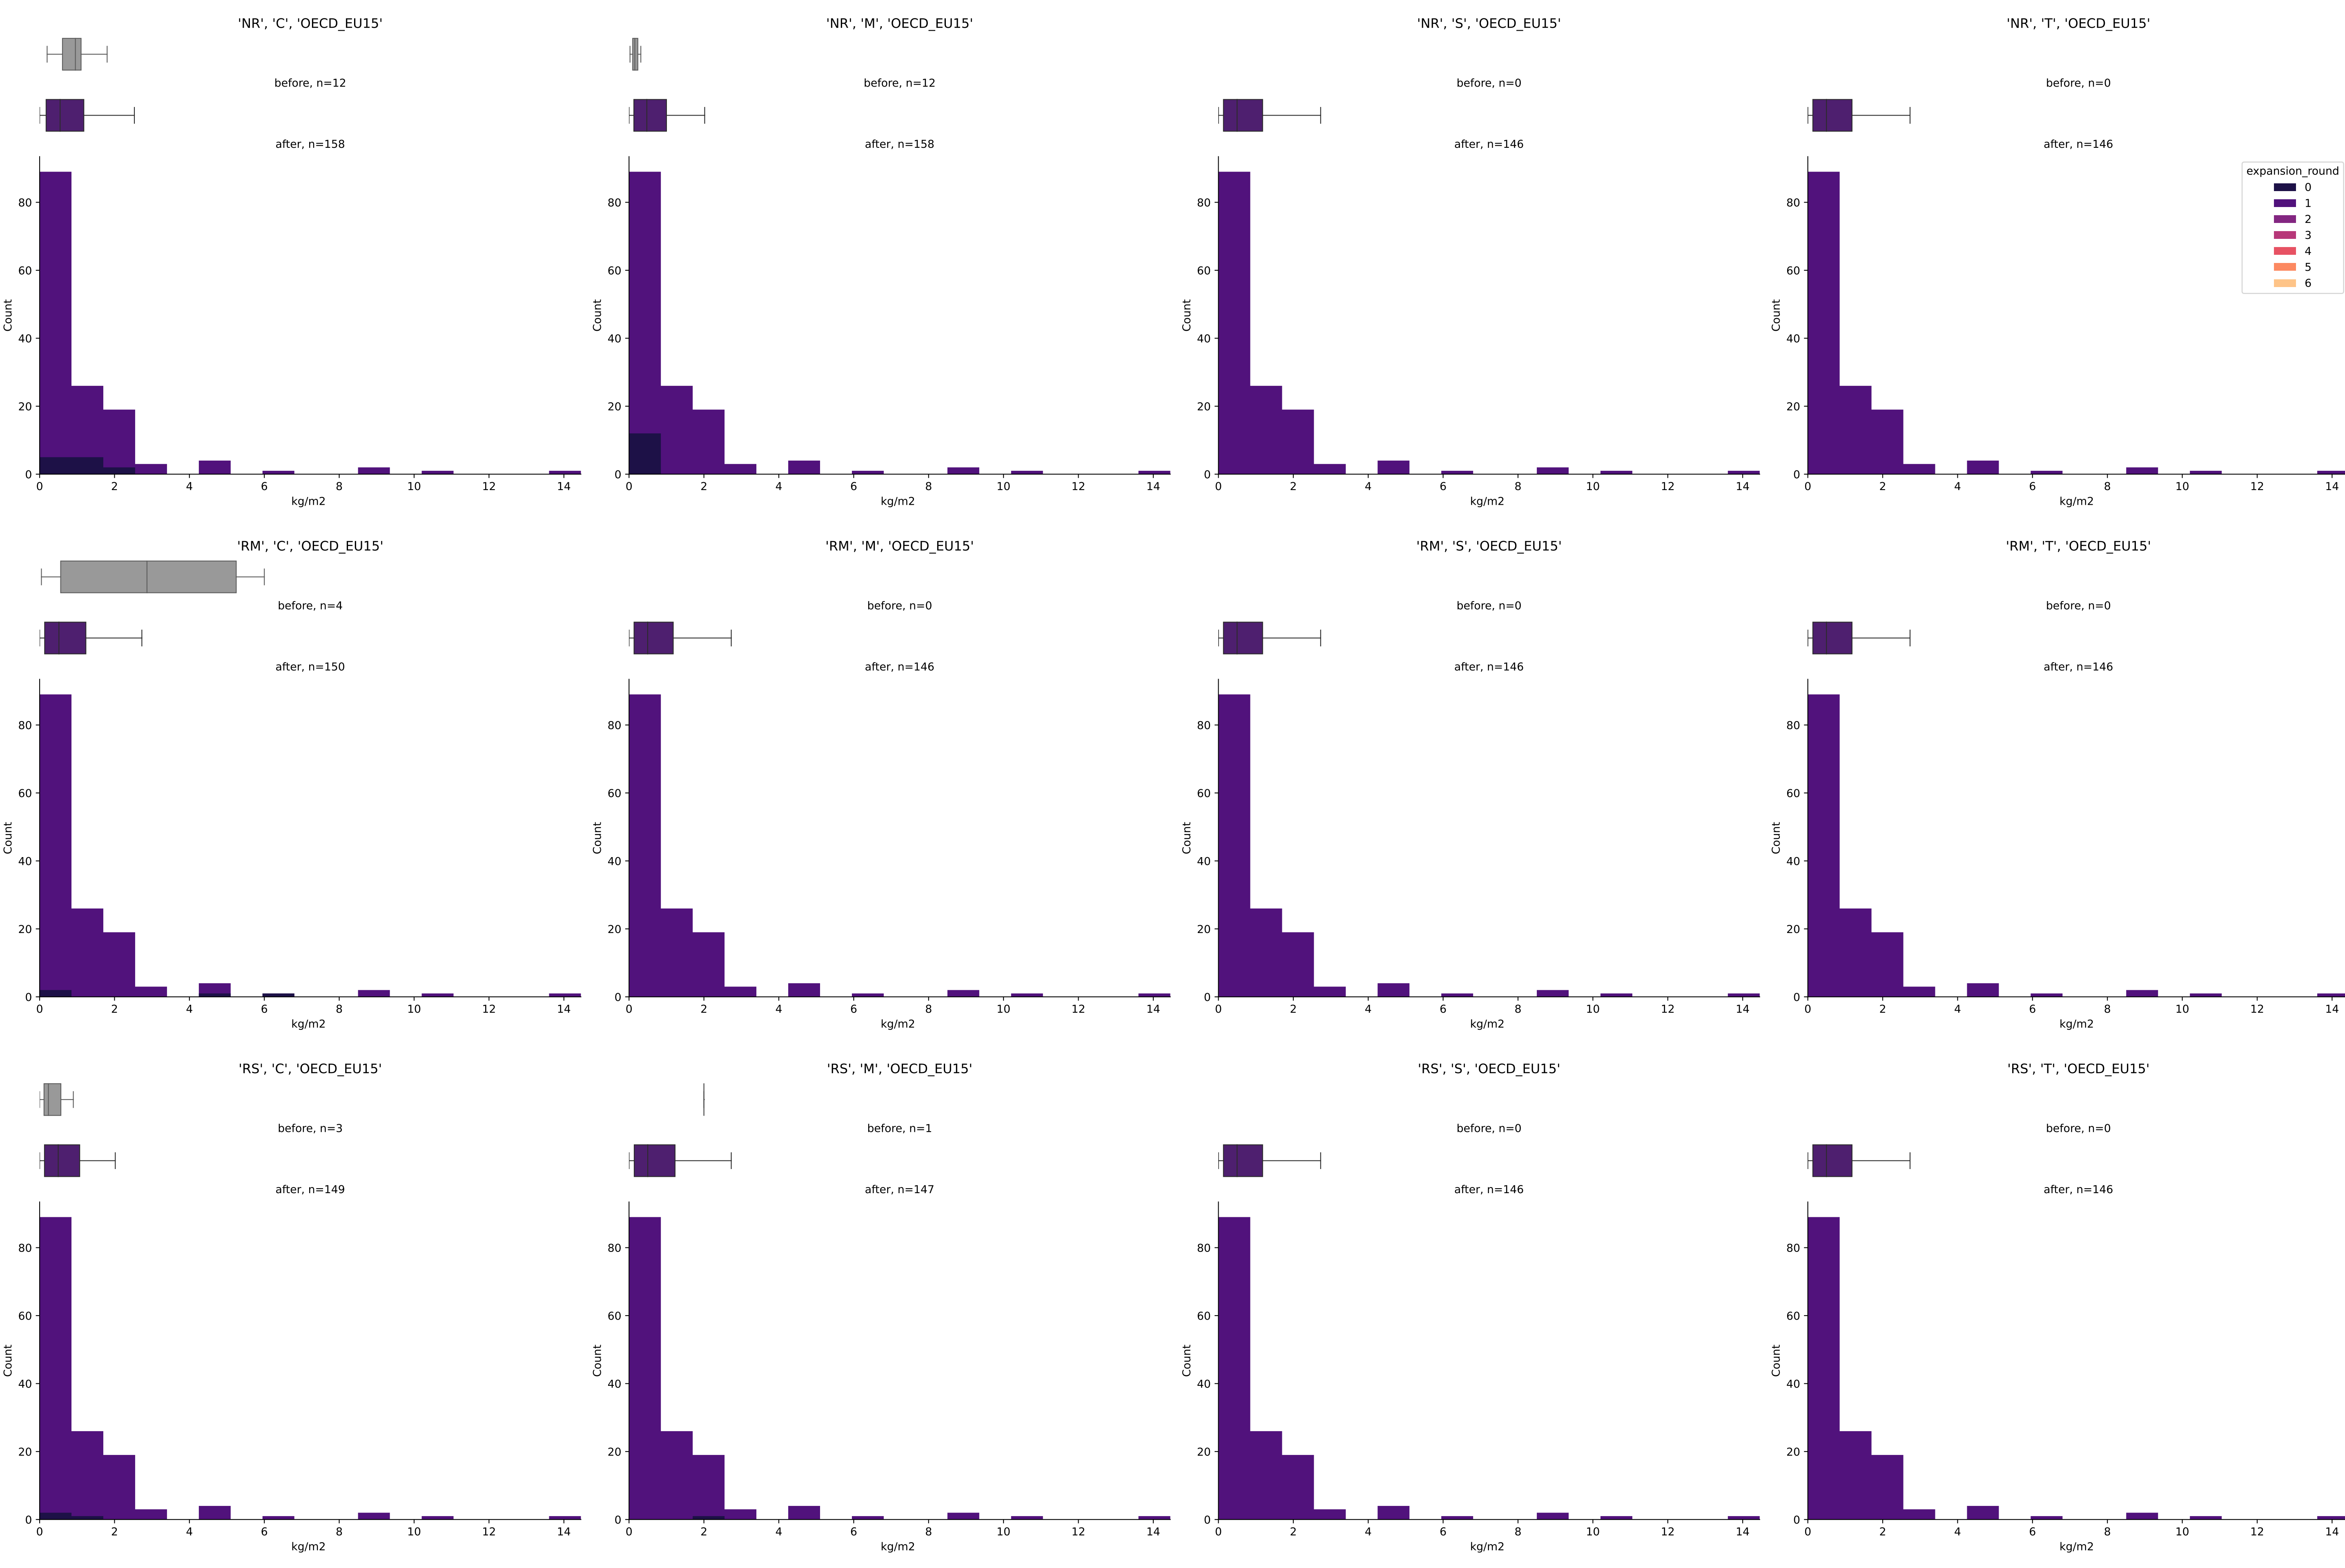 'NR', 'C', 'OECD_EU15'
before, n=12
after, n=158
80
60
40
20
0
Count
0 2 4 6 8 10 12 14
kg/m2
'NR', 'M', 'OECD_EU15'
before, n=12
after, n=158
80
60
40
20
0
Count
0 2 4 6 8 10 12 14
kg/m2
'NR', 'S', 'OECD_EU15'
before, n=0
after, n=146
80
60
40
20
0
Count
0 2 4 6 8 10 12 14
kg/m2
'NR', 'T', 'OECD_EU15'
before, n=0
after, n=146
expansion_round
0
1
2
3
4
5
6
80
60
40
20
0
Count
0 2 4 6 8 10 12 14
kg/m2
'RM', 'C', 'OECD_EU15'
before, n=4
after, n=150
80
60
40
20
0
Count
0 2 4 6 8 10 12 14
kg/m2
'RM', 'M', 'OECD_EU15'
before, n=0
after, n=146
80
60
40
20
0
Count
0 2 4 6 8 10 12 14
kg/m2
'RM', 'S', 'OECD_EU15'
before, n=0
after, n=146
80
60
40
20
0
Count
0 2 4 6 8 10 12 14
kg/m2
'RM', 'T', 'OECD_EU15'
before, n=0
after, n=146
80
60
40
20
0
Count
0 2 4 6 8 10 12 14
kg/m2
'RS', 'C', 'OECD_EU15'
before, n=3
after, n=149
80
60
40
20
0
Count
0 2 4 6 8 10 12 14
kg/m2
'RS', 'M', 'OECD_EU15'
before, n=1
after, n=147
80
60
40
20
0
Count
0 2 4 6 8 10 12 14
kg/m2
'RS', 'S', 'OECD_EU15'
before, n=0
after, n=146
80
60
40
20
0
Count
0 2 4 6 8 10 12 14
kg/m2
'RS', 'T', 'OECD_EU15'
before, n=0
after, n=146
80
60
40
20
0
Count
0 2 4 6 8 10 12 14
kg/m2